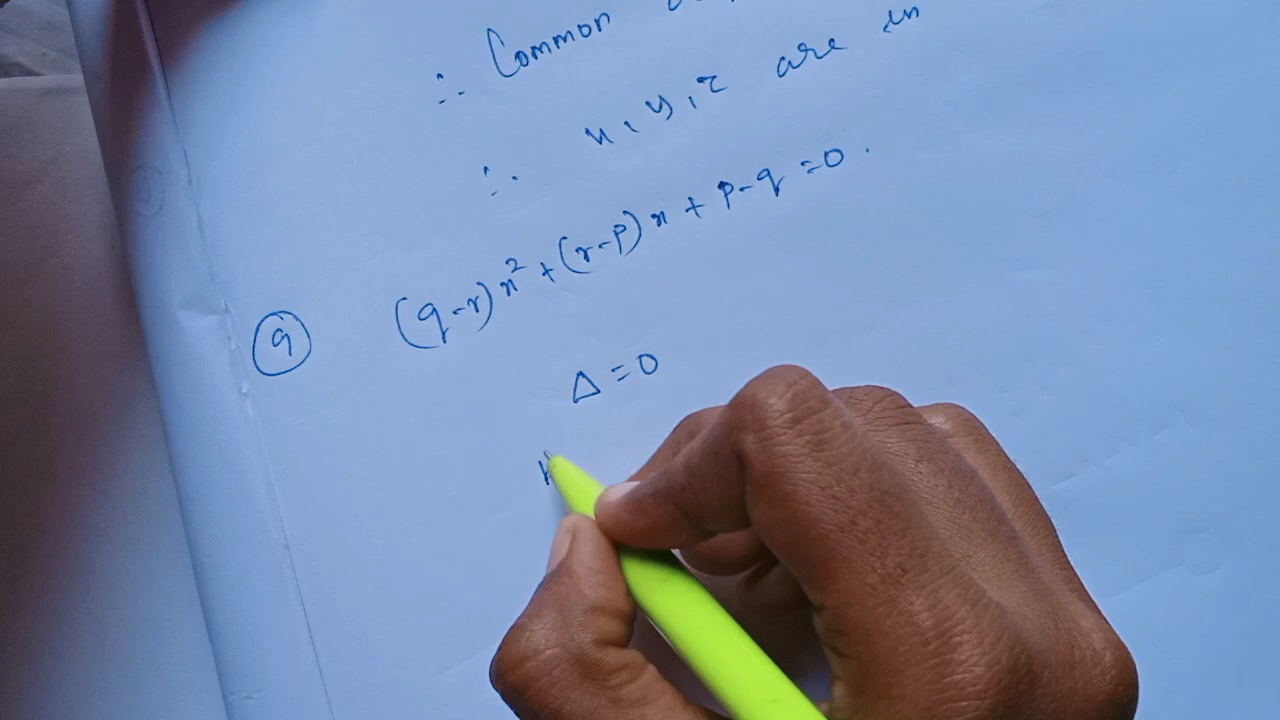 ∴ Common
∴ x, y, z are in
9 (q-r)x² + (r-p)x + p-q = 0.
Δ = 0